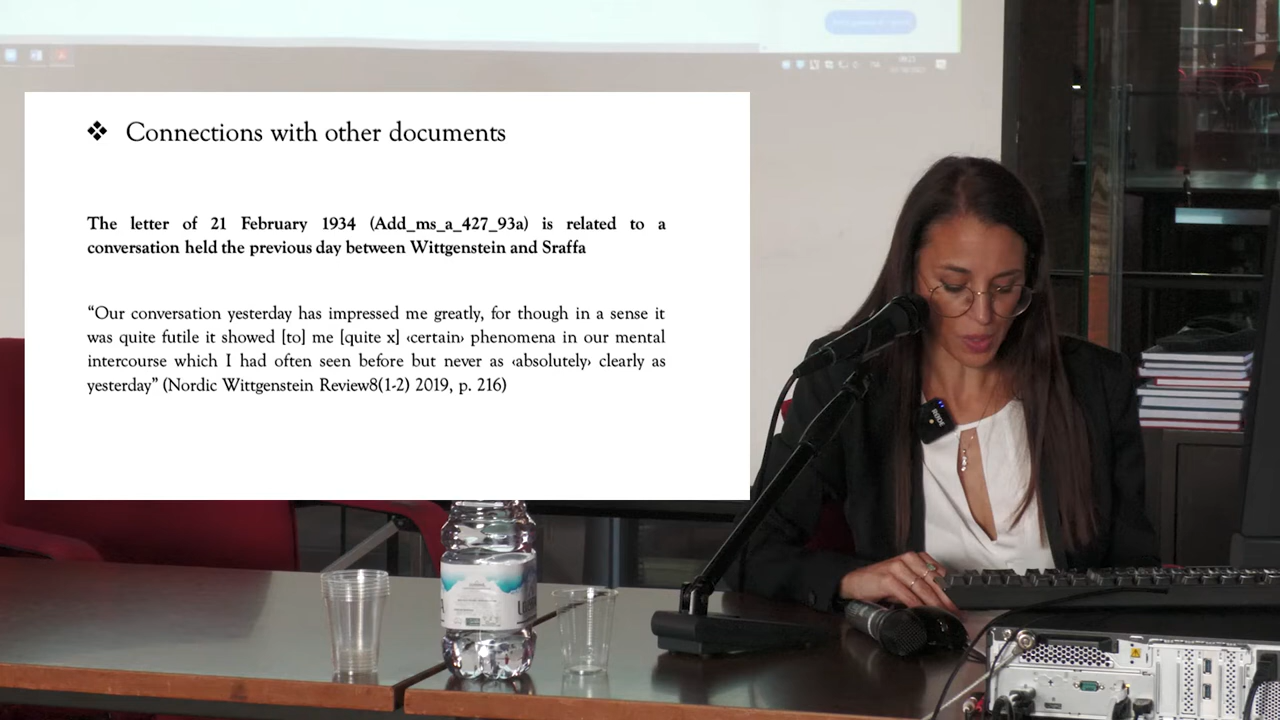 ❖ Connections with other documents
The letter of 21 February 1934 (Add_ms_a_427_93a) is related to a
conversation held the previous day between Wittgenstein and Sraffa
“Our conversation yesterday has impressed me greatly, for though in a sense it
was quite futile it showed [to] me [quite x] ‹certain› phenomena in our mental
intercourse which I had often seen before but never as ‹absolutely› clearly as
yesterday” (Nordic Wittgenstein Review8(1-2) 2019, p. 216)
RODE